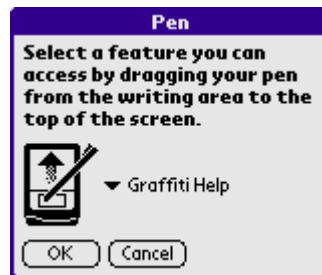 Pen
Select a feature you can
access by dragging your pen
from the writing area to the
top of the screen.
Graffiti Help
OK Cancel